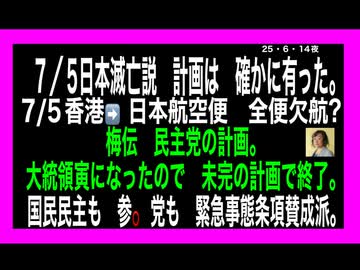 25・6・14夜
7/5日本滅亡説 計画は 確かに有った。
7/5香港➡日本航空便 全便欠航?
梅伝 民主党の計画。
大統領寅になったので 未完の計画で終了。
国民民主も 参。党も 緊急事態条項賛成派。